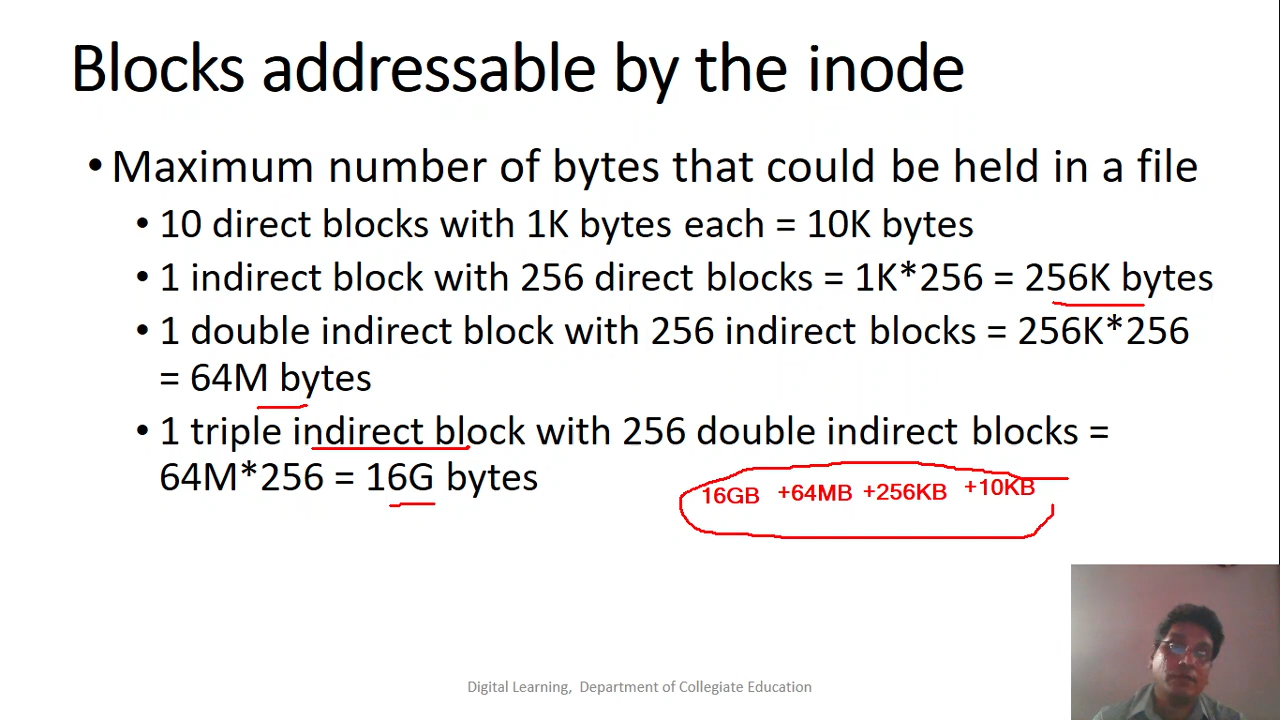 Blocks addressable by the inode
• Maximum number of bytes that could be held in a file
• 10 direct blocks with 1K bytes each = 10K bytes
• 1 indirect block with 256 direct blocks = 1K*256 = 256K bytes
• 1 double indirect block with 256 indirect blocks = 256K*256
= 64M bytes
• 1 triple indirect block with 256 double indirect blocks =
64M*256 = 16G bytes
16GB +64MB +256KB +10KB
Digital Learning, Department of Collegiate Education